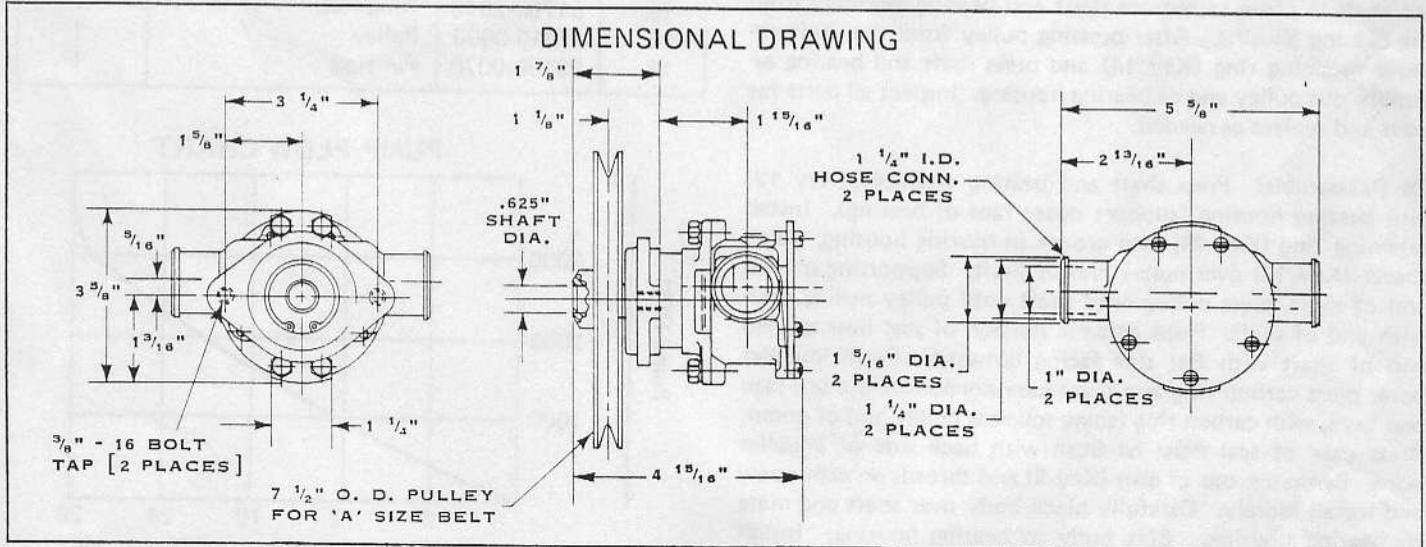 DIMENSIONAL DRAWING
1 7/8"
3 1/4"
1 5/8"
1 1/8"
1 15/16"
5 5/8"
2 13/16"
1 1/4" I.D.
HOSE CONN.
2 PLACES
.625"
SHAFT
DIA.
5/16"
3 5/8"
1 3/16"
1 5/16" DIA.
2 PLACES
1" DIA.
2 PLACES
1/4" DIA.
2 PLACES
3/8" - 16 BOLT
TAP [2 PLACES]
1 1/4"
4 15/16"
7 1/2" O. D. PULLEY
FOR 'A' SIZE BELT